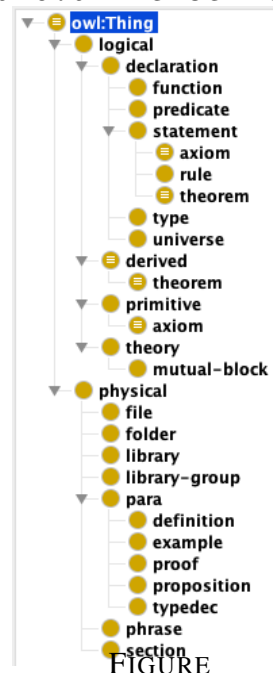 owl:Thing
logical
declaration
function
predicate
statement
axiom
rule
theorem
type
universe
derived
theorem
primitive
axiom
theory
mutual-block
physical
file
folder
library
library-group
para
definition
example
proof
proposition
typedec
phrase
section
FIGURE